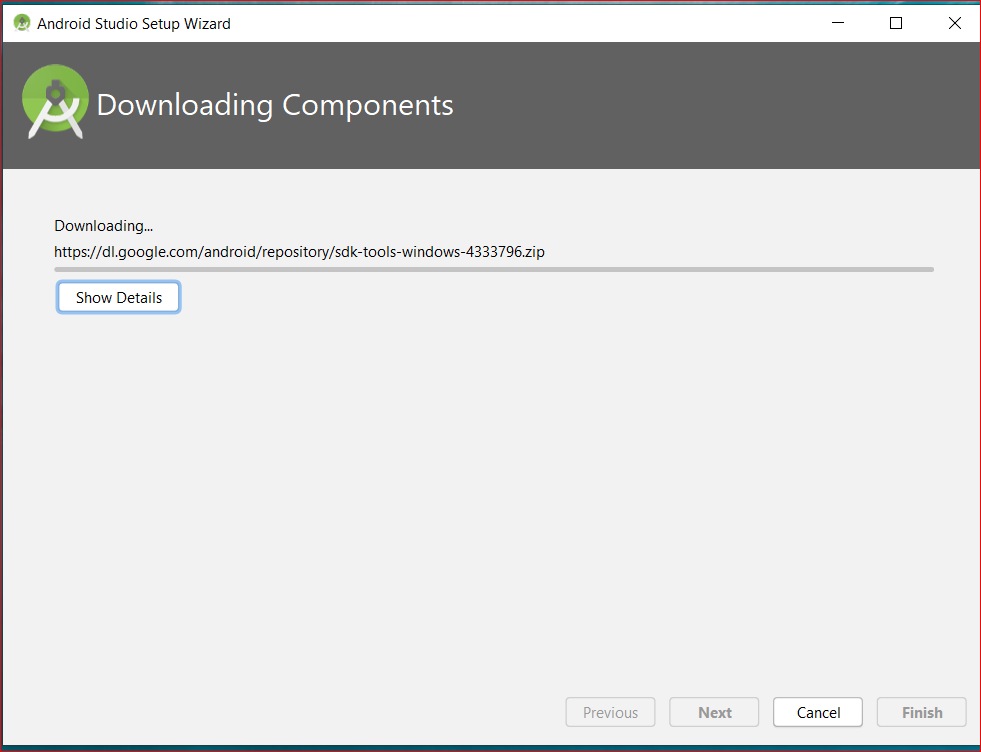 Android Studio Setup Wizard
Downloading Components
Downloading...
https://dl.google.com/android/repository/sdk-tools-windows-4333796.zip
Show Details
Previous Next Cancel Finish